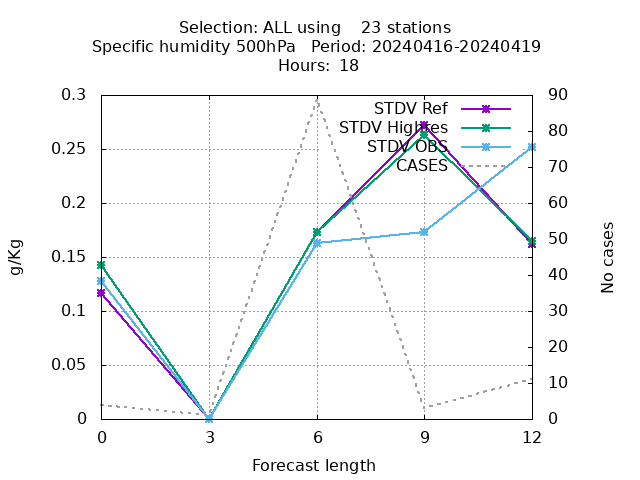 Selection: ALL using    23 stations
Specific humidity 500hPa   Period: 20240416-20240419
Hours:  18
STDV Ref
STDV Highres
STDV OBS
CASES
g/Kg
0.3
0.25
0.2
0.15
0.1
0.05
0
90
80
70
60
50
40
30
20
10
0
No cases
0
3
6
9
12
Forecast length